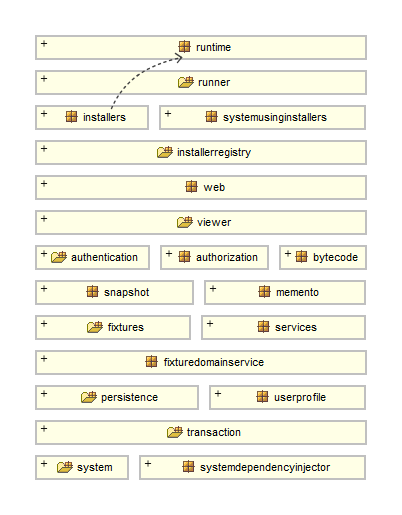 + runtime
+ runner
+ installers + systemusinginstallers
+ installerregistry
+ web
+ viewer
+ authentication + authorization + bytecode
+ snapshot + memento
+ fixtures + services
+ fixturedomainservice
+ persistence + userprofile
+ transaction
+ system + systemdependencyinjector